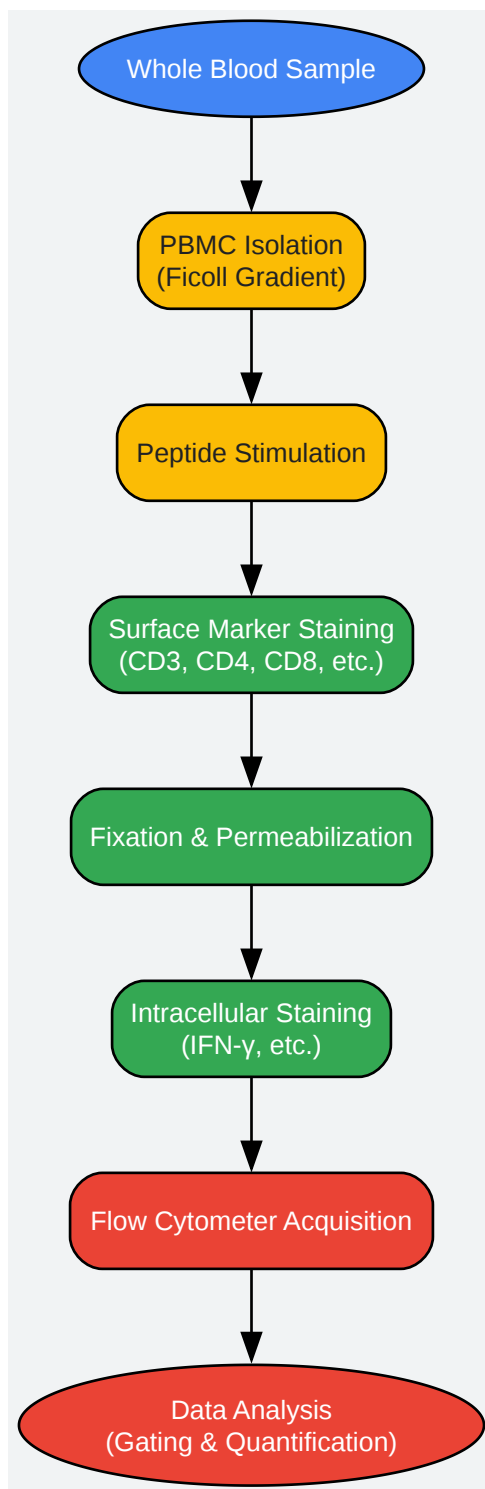 Whole Blood Sample
PBMC Isolation
(Ficoll Gradient)
Peptide Stimulation
Surface Marker Staining
(CD3, CD4, CD8, etc.)
Fixation & Permeabilization
Intracellular Staining
(IFN-γ, etc.)
Flow Cytometer Acquisition
Data Analysis
(Gating & Quantification)